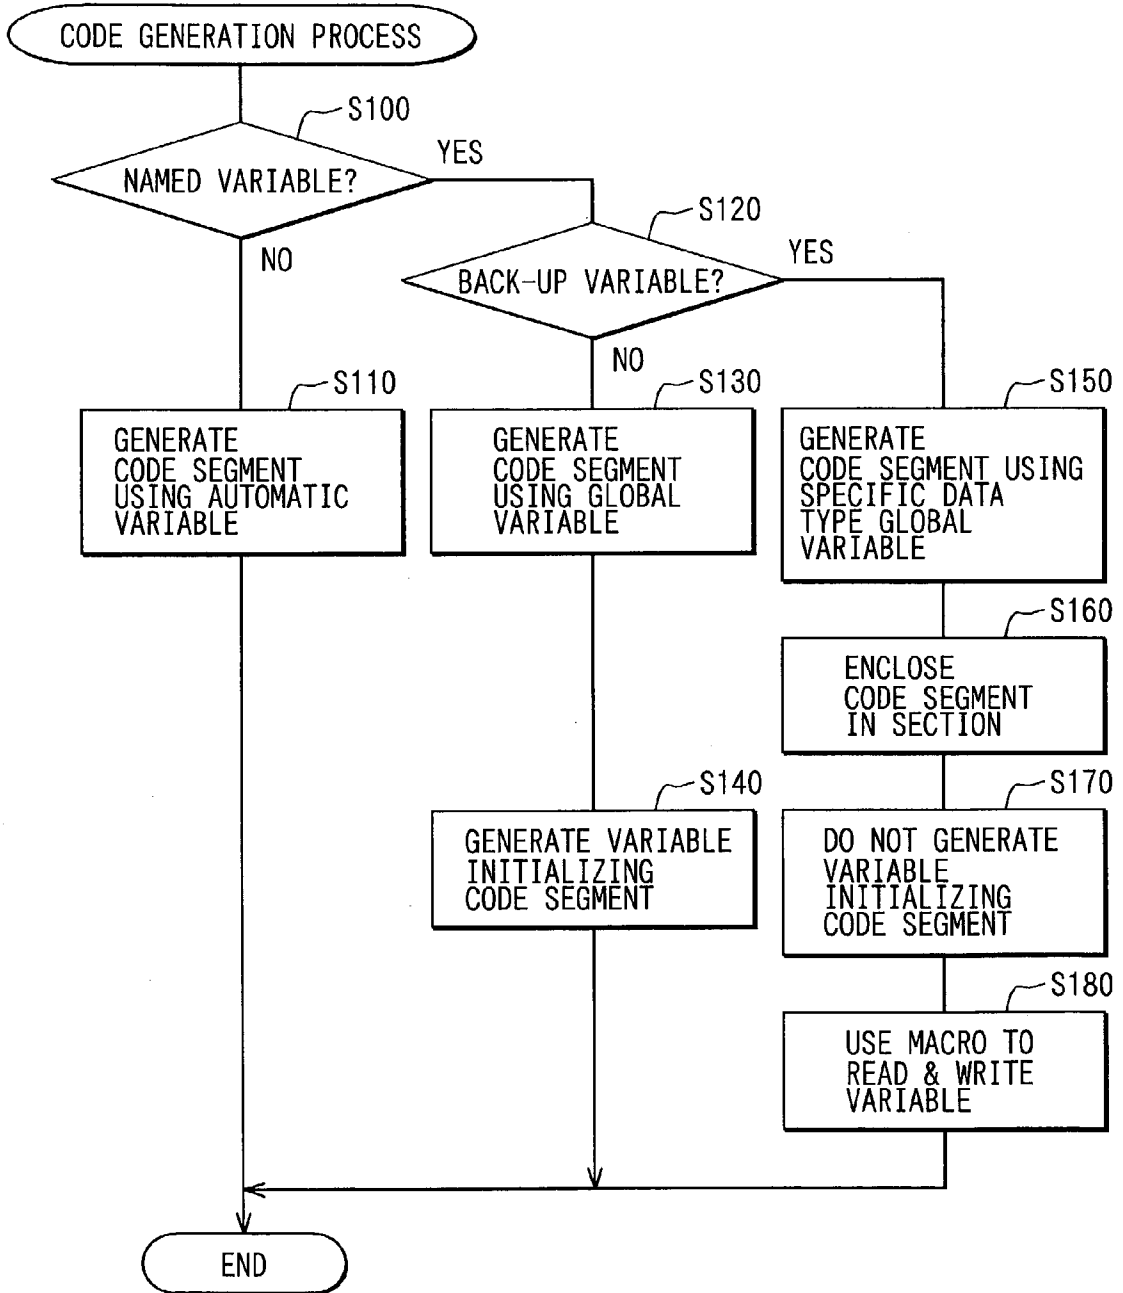 CODE GENERATION PROCESS
S100
NAMED VARIABLE?
YES
NO
S120
BACK-UP VARIABLE?
YES
NO
S110
GENERATE
CODE SEGMENT
USING AUTOMATIC
VARIABLE
S130
GENERATE
CODE SEGMENT
USING GLOBAL
VARIABLE
S150
GENERATE
CODE SEGMENT USING
SPECIFIC DATA
TYPE GLOBAL
VARIABLE
S160
ENCLOSE
CODE SEGMENT
IN SECTION
S140
GENERATE VARIABLE
INITIALIZING
CODE SEGMENT
S170
DO NOT GENERATE
VARIABLE
INITIALIZING
CODE SEGMENT
S180
USE MACRO TO
READ & WRITE
VARIABLE
END